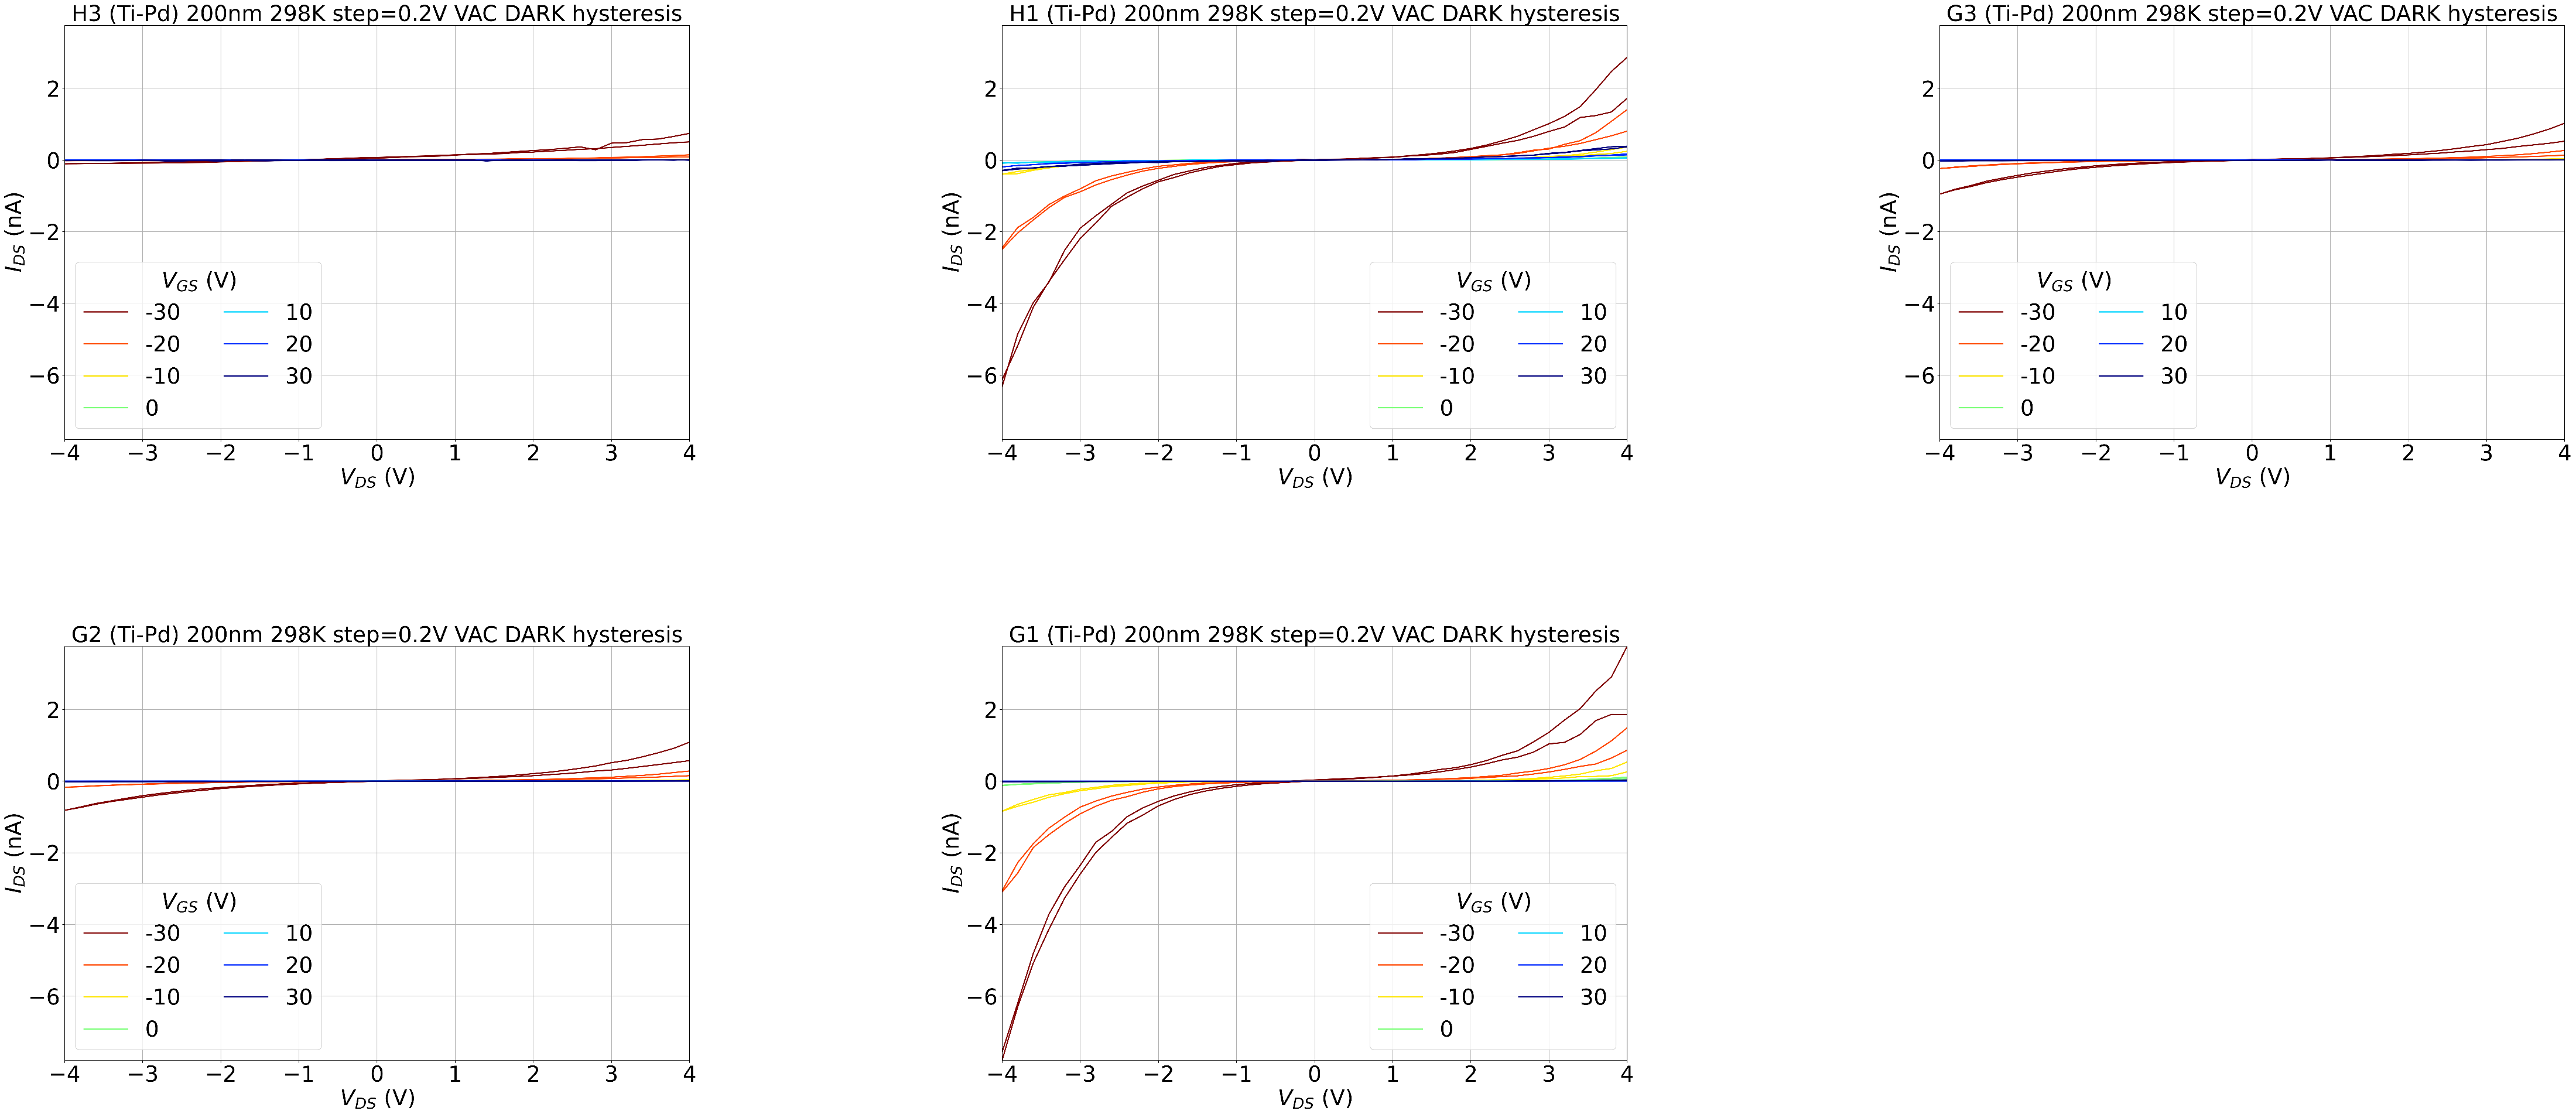 H3 (Ti-Pd) 200nm 298K step=0.2V VAC DARK hysteresis
I_DS (nA)
2
0
−2
−4
−6
V_GS (V)
-30 10
-20 20
-10 30
0
−4 −3 −2 −1 0 1 2 3 4
V_DS (V)
H1 (Ti-Pd) 200nm 298K step=0.2V VAC DARK hysteresis
I_DS (nA)
2
0
−2
−4
−6
V_GS (V)
-30 10
-20 20
-10 30
0
−4 −3 −2 −1 0 1 2 3 4
V_DS (V)
G3 (Ti-Pd) 200nm 298K step=0.2V VAC DARK hysteresis
I_DS (nA)
2
0
−2
−4
−6
V_GS (V)
-30 10
-20 20
-10 30
0
−4 −3 −2 −1 0 1 2 3 4
V_DS (V)
G2 (Ti-Pd) 200nm 298K step=0.2V VAC DARK hysteresis
I_DS (nA)
2
0
−2
−4
−6
V_GS (V)
-30 10
-20 20
-10 30
0
−4 −3 −2 −1 0 1 2 3 4
V_DS (V)
G1 (Ti-Pd) 200nm 298K step=0.2V VAC DARK hysteresis
I_DS (nA)
2
0
−2
−4
−6
V_GS (V)
-30 10
-20 20
-10 30
0
−4 −3 −2 −1 0 1 2 3 4
V_DS (V)